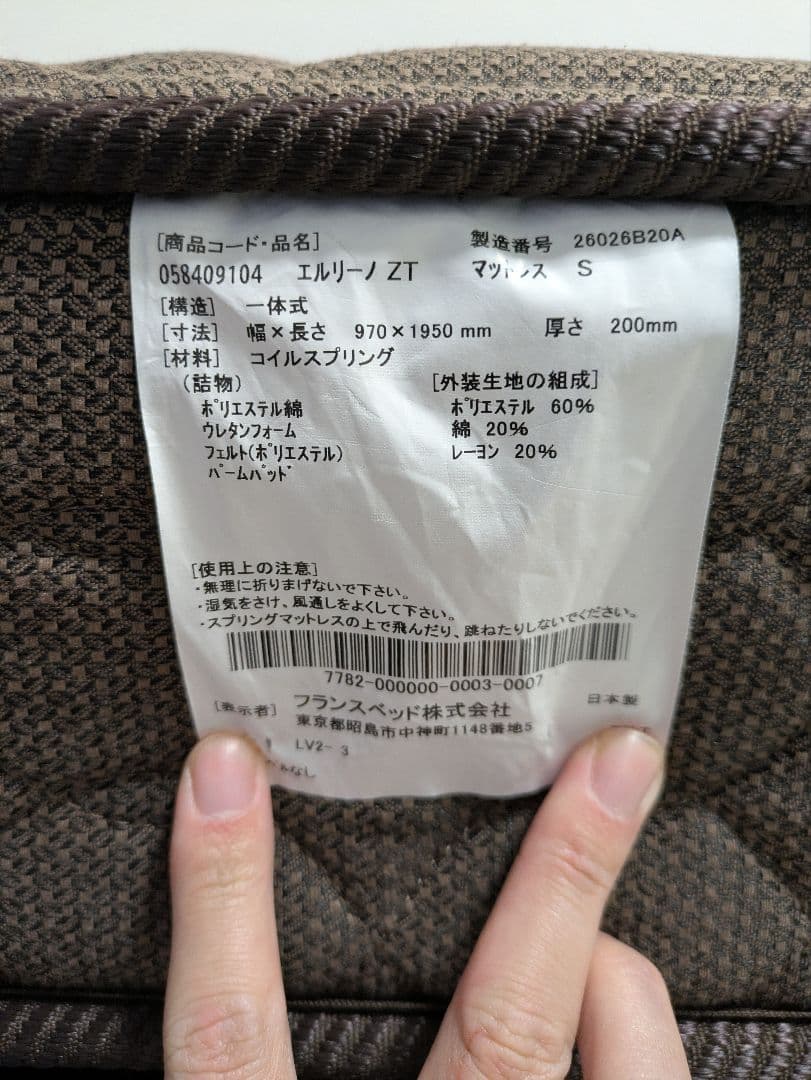 [商品コード・品名] 製造番号 26026B20A
058409104 エルリーノ ZT マットレス S
[構造] 一体式
[寸法] 幅×長さ 970×1950 mm 厚さ 200mm
[材料] コイルスプリング
(詰物) [外装生地の組成]
ポリエステル綿 ポリエステル 60%
ウレタンフォーム 綿 20%
フェルト(ポリエステル) レーヨン 20%
パームパッド
[使用上の注意]
・無理に折りまげないで下さい。
・湿気をさけ、風通しをよくして下さい。
・スプリングマットレスの上で飛んだり、跳ねたりしないでください。
7782-000000-0003-0007
[表示者] フランスベッド株式会社 日本製
東京都昭島市中神町1148番地5
LV2- 3
なし